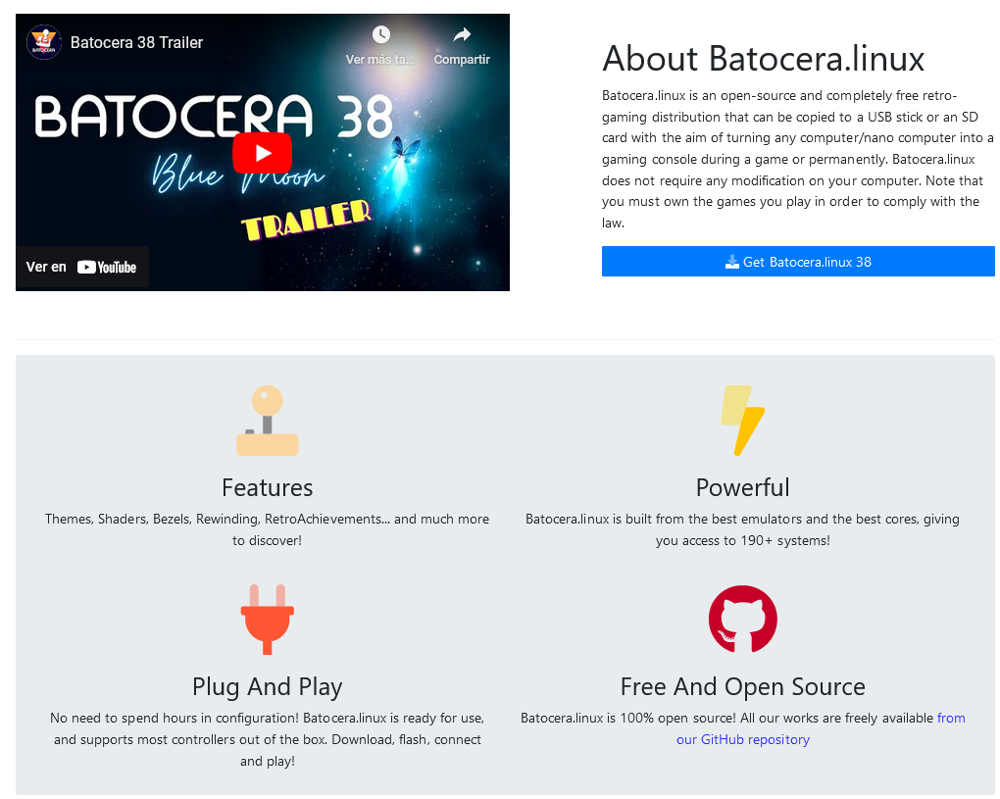 Batocera 38 Trailer
Ver más ta...
Compartir
BATOCERA 38
Blue Moon
TRAILER
Ver en YouTube
About Batocera.linux
Batocera.linux is an open-source and completely free retro-
gaming distribution that can be copied to a USB stick or an SD
card with the aim of turning any computer/nano computer into a
gaming console during a game or permanently. Batocera.linux
does not require any modification on your computer. Note that
you must own the games you play in order to comply with the
law.
Get Batocera.linux 38
Features
Themes, Shaders, Bezels, Rewinding, RetroAchievements... and much more
to discover!
Powerful
Batocera.linux is built from the best emulators and the best cores, giving
you access to 190+ systems!
Plug And Play
No need to spend hours in configuration! Batocera.linux is ready for use,
and supports most controllers out of the box. Download, flash, connect
and play!
Free And Open Source
Batocera.linux is 100% open source! All our works are freely available from
our GitHub repository